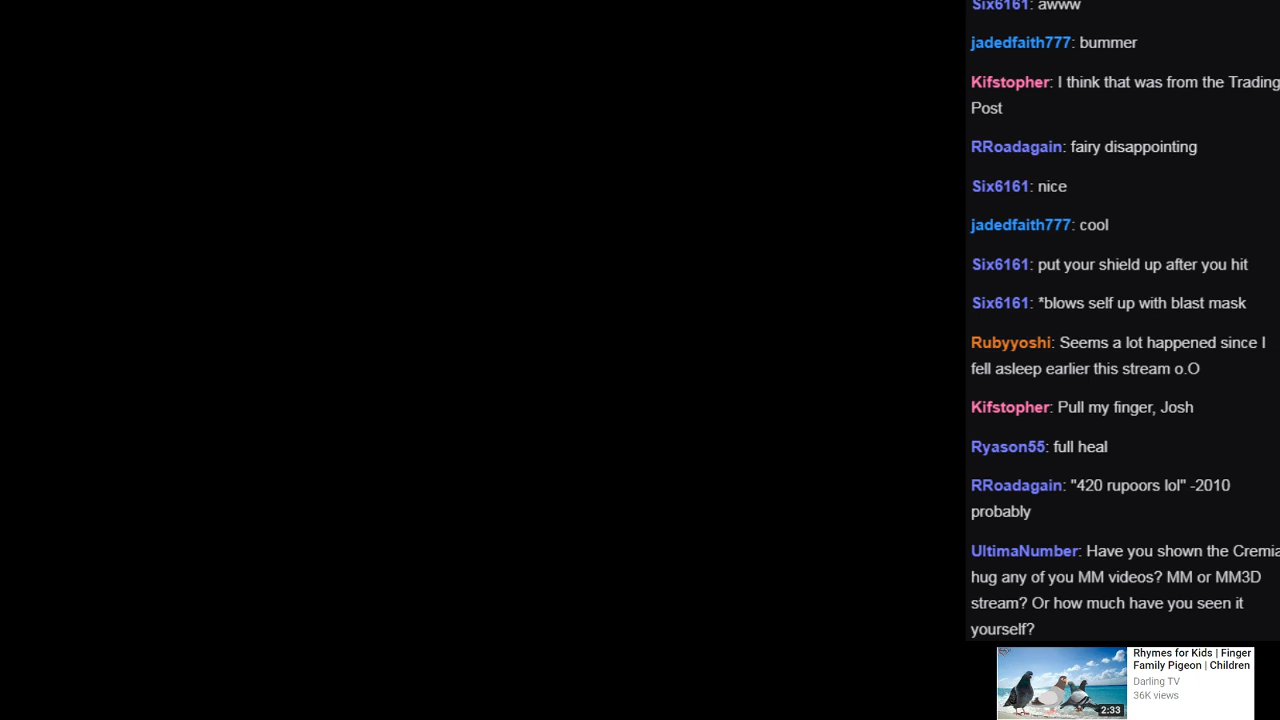 Six6161: awww
jadedfaith777: bummer
Kifstopher: I think that was from the Trading
Post
RRoadagain: fairy disappointing
Six6161: nice
jadedfaith777: cool
Six6161: put your shield up after you hit
Six6161: *blows self up with blast mask
Rubyyoshi: Seems a lot happened since I
fell asleep earlier this stream o.O
Kifstopher: Pull my finger, Josh
Ryason55: full heal
RRoadagain: "420 rupoors lol" -2010
probably
UltimaNumber: Have you shown the Cremia
hug any of you MM videos? MM or MM3D
stream? Or how much have you seen it
yourself?
Rhymes for Kids | Finger
Family Pigeon | Children
Darling TV
36K views
2:33